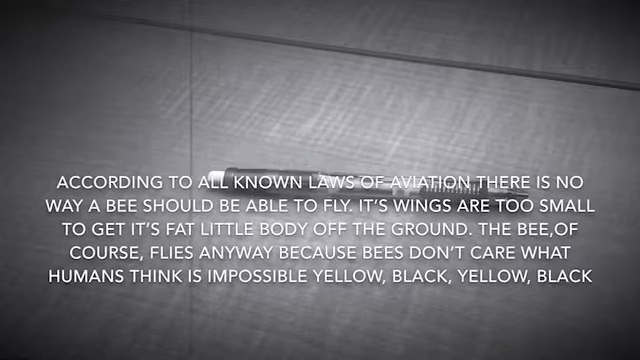 ACCORDING TO ALL KNOWN LAWS OF AVIATION THERE IS NO
WAY A BEE SHOULD BE ABLE TO FLY. IT’S WINGS ARE TOO SMALL
TO GET IT’S FAT LITTLE BODY OFF THE GROUND. THE BEE,OF
COURSE, FLIES ANYWAY BECAUSE BEES DON’T CARE WHAT
HUMANS THINK IS IMPOSSIBLE YELLOW, BLACK, YELLOW, BLACK